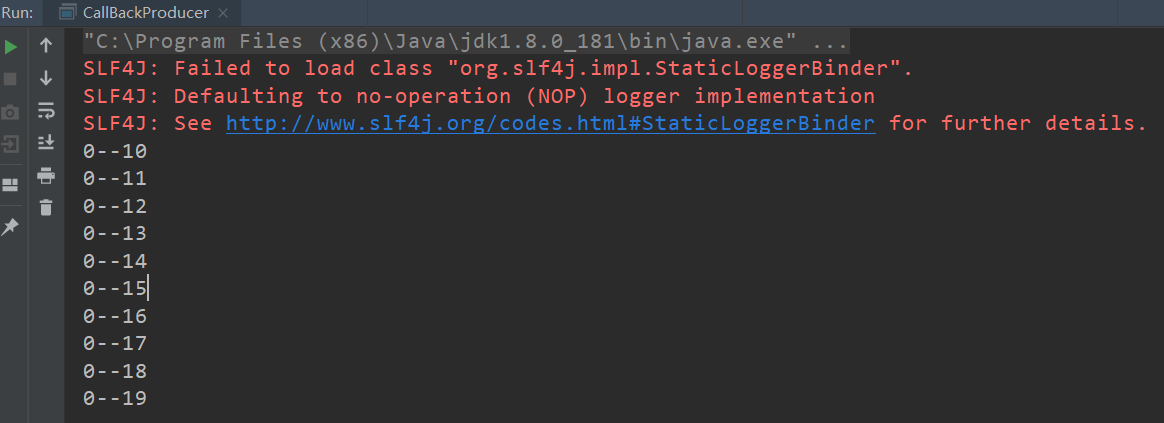 Run: CallBackProducer
"C:\Program Files (x86)\Java\jdk1.8.0_181\bin\java.exe" ...
SLF4J: Failed to load class "org.slf4j.impl.StaticLoggerBinder".
SLF4J: Defaulting to no-operation (NOP) logger implementation
SLF4J: See http://www.slf4j.org/codes.html#StaticLoggerBinder for further details.
0--10
0--11
0--12
0--13
0--14
0--15
0--16
0--17
0--18
0--19